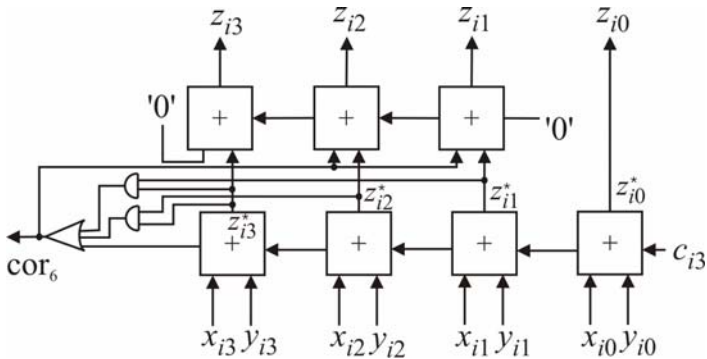 z_{i3} z_{i2} z_{i1} z_{i0}
'0' + + + '0'
z*_{i3} z*_{i2} z*_{i1} z*_{i0}
+ + + + c_{i3}
cor_6
x_{i3} y_{i3} x_{i2} y_{i2} x_{i1} y_{i1} x_{i0} y_{i0}